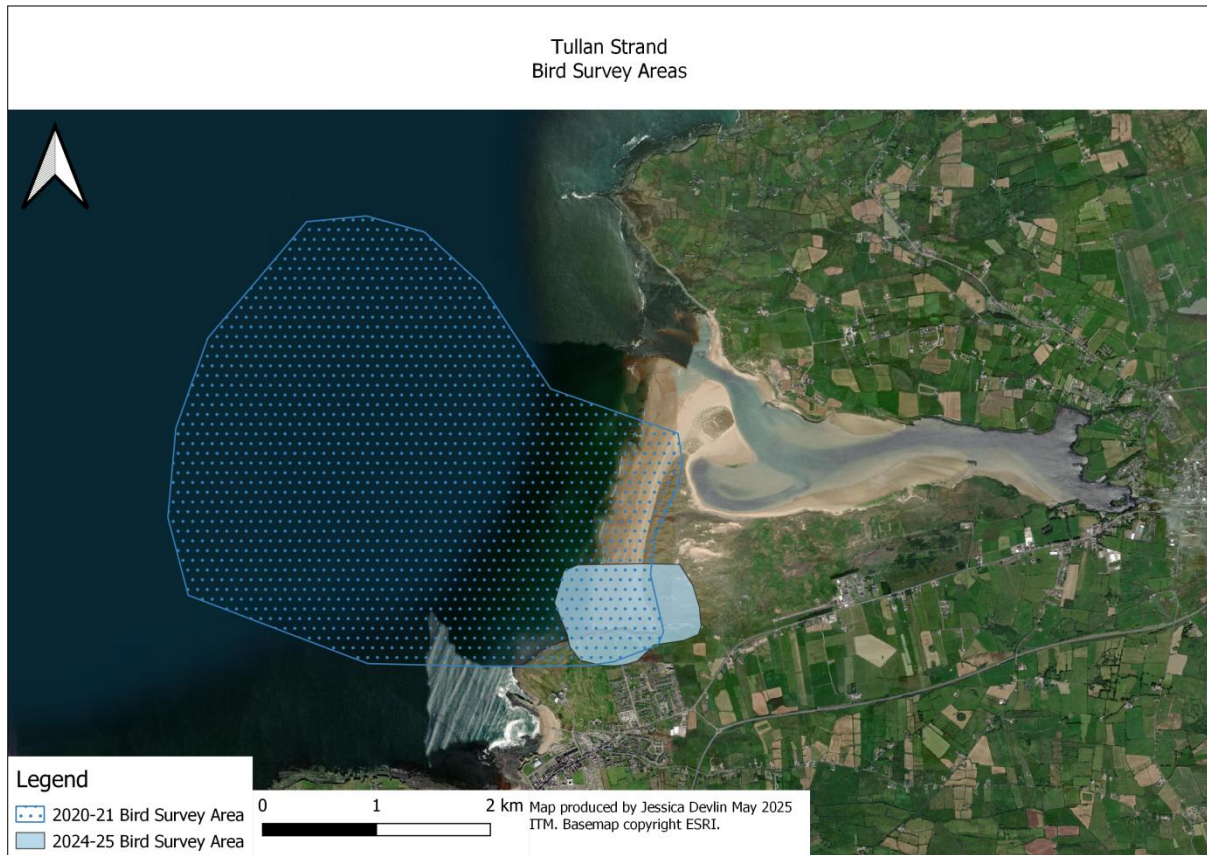 Tullan Strand
Bird Survey Areas
Legend
2020-21 Bird Survey Area
2024-25 Bird Survey Area
0 1 2 km
Map produced by Jessica Devlin May 2025
ITM. Basemap copyright ESRI.